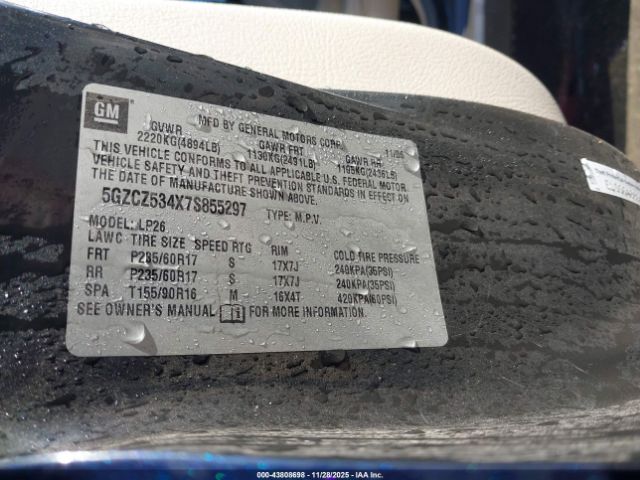 GM
MFD BY GENERAL MOTORS CORP.
GVWR GAWR FRT GAWR RR
2220KG(4894LB) 1130KG(2491LB) 1105KG(2436LB)
THIS VEHICLE CONFORMS TO ALL APPLICABLE U.S. FEDERAL MOTOR
VEHICLE SAFETY AND THEFT PREVENTION STANDARDS IN EFFECT ON
THE DATE OF MANUFACTURE SHOWN ABOVE.
5GZCZ534X7S855297 TYPE: M.P.V.
MODEL: LP26
LAWC TIRE SIZE SPEED RTG RIM COLD TIRE PRESSURE
FRT P235/60R17 S 17X7J 240KPA(35PSI)
RR P235/60R17 S 17X7J 240KPA(35PSI)
SPA T155/90R16 M 16X4T 420KPA(60PSI)
SEE OWNER'S MANUAL FOR MORE INFORMATION.
000-43808698 11/28/2025 IAA Inc.